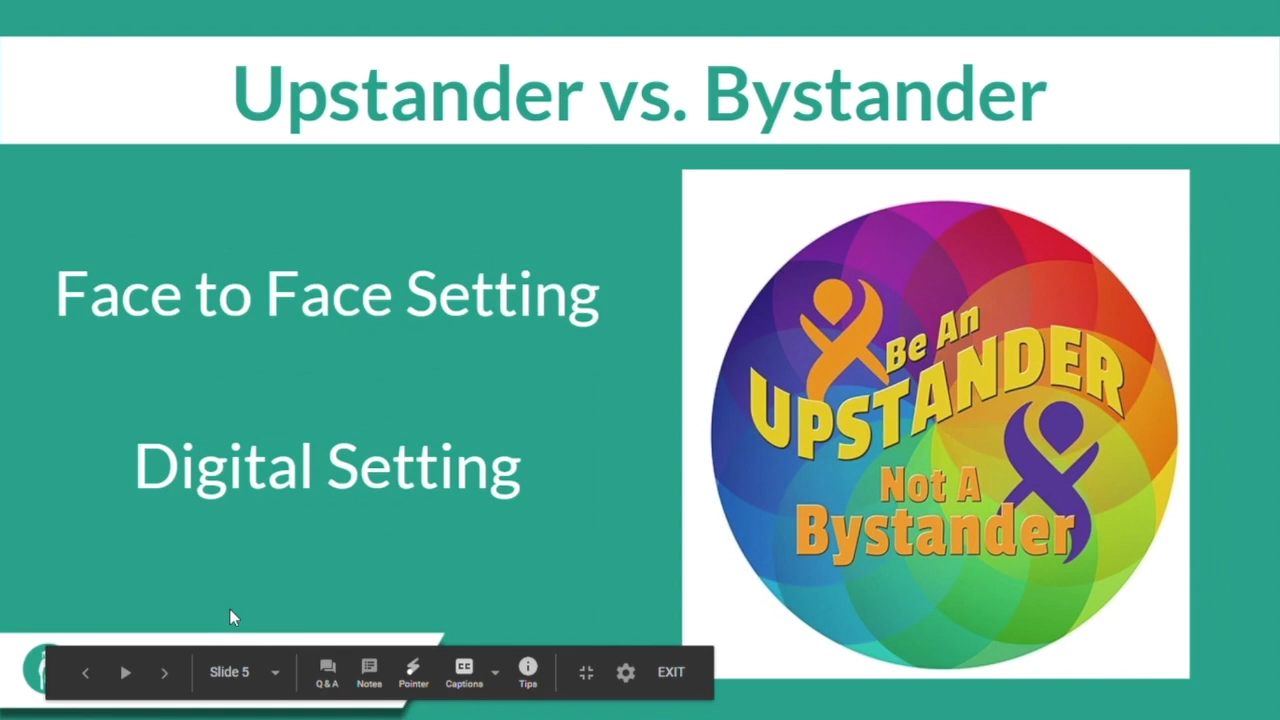 Upstander vs. Bystander
Face to Face Setting
Digital Setting
Be An
UPSTANDER
Not A
Bystander
Slide 5
Q&A
Notes
Pointer
CC
Captions
Tips
EXIT